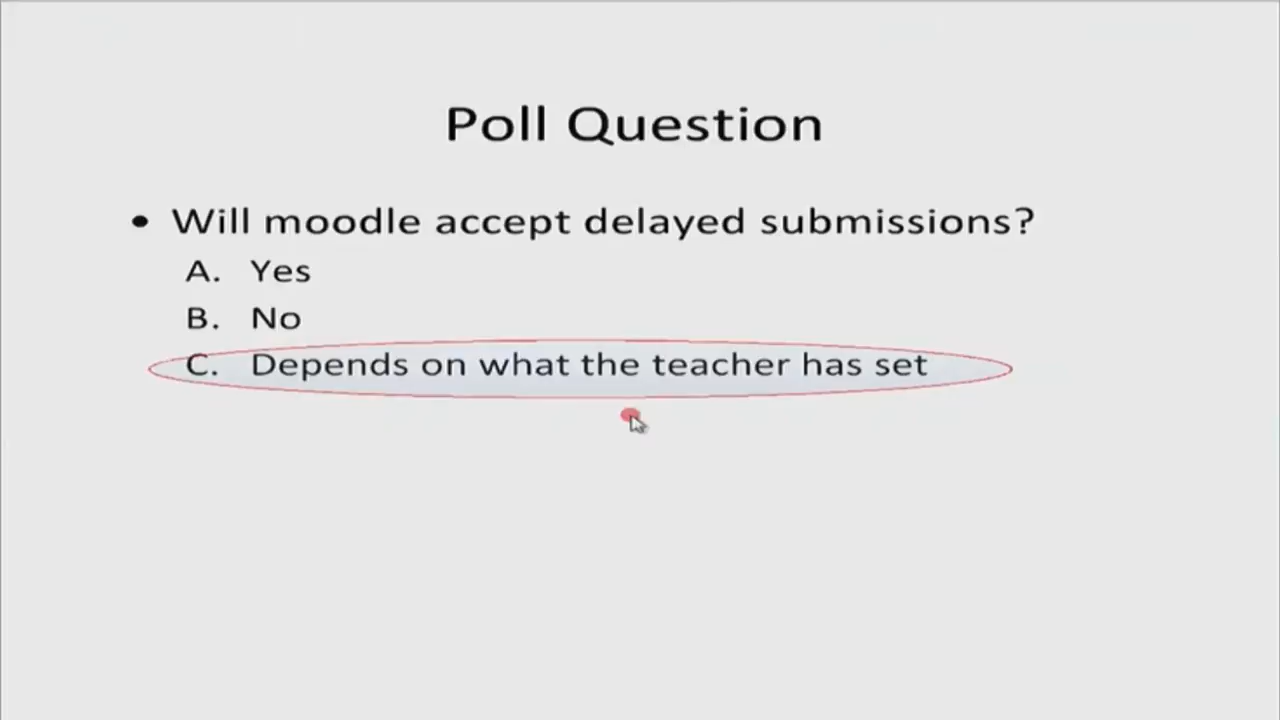 Poll Question
• Will moodle accept delayed submissions?
A. Yes
B. No
C. Depends on what the teacher has set